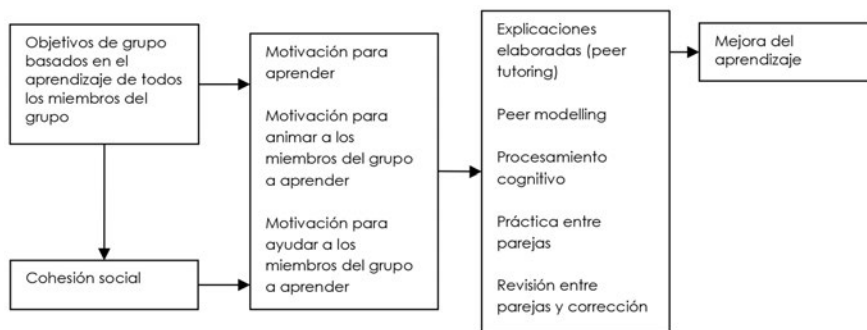 Objetivos de grupo
basados en el
aprendizaje de todos
los miembros del
grupo
Cohesión social
Motivación para
aprender
Motivación para
animar a los
miembros del grupo
a aprender
Motivación para
ayudar a los
miembros del grupo
a aprender
Explicaciones
elaboradas (peer
tutoring)
Peer modelling
Procesamiento
cognitivo
Práctica entre
parejas
Revisión entre
parejas y corrección
Mejora del
aprendizaje